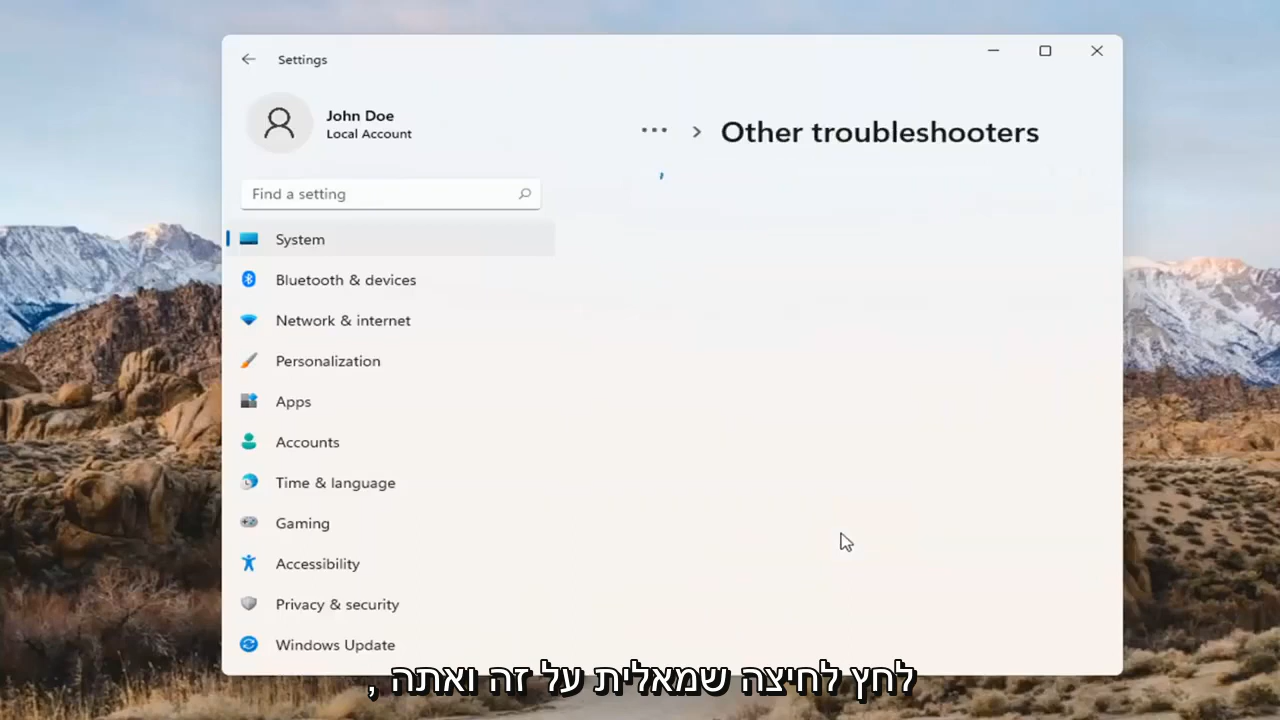 Settings
John Doe
Local Account
••• > Other troubleshooters
Find a setting
System
Bluetooth & devices
Network & internet
Personalization
Apps
Accounts
Time & language
Gaming
Accessibility
Privacy & security
Windows Update
לחץ לחיצה שמאלית על זה ואתה ,